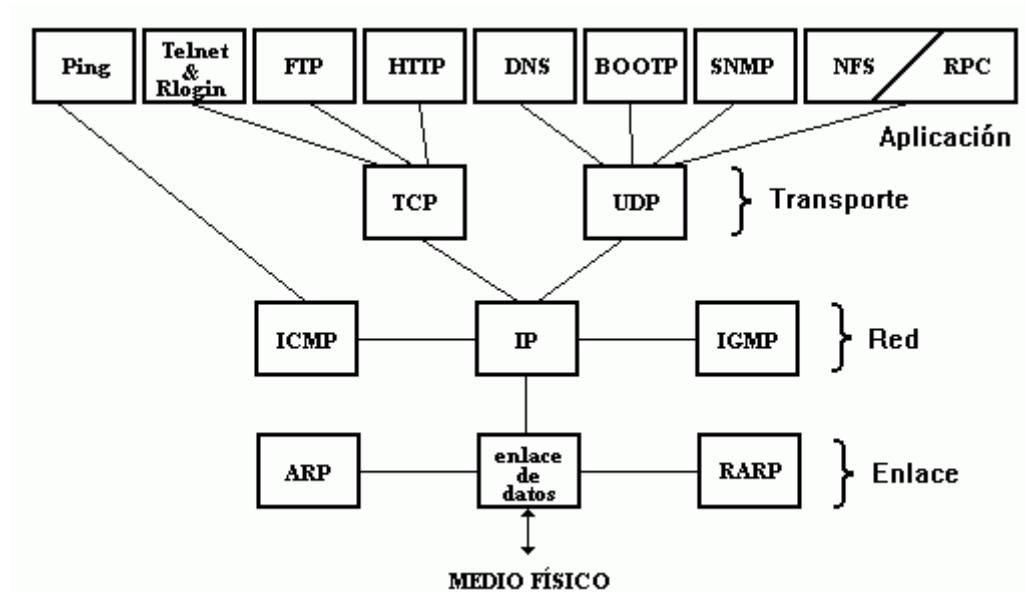 Ping
Telnet
&
Rlogin
FTP
HTTP
DNS
BOOTP
SNMP
NFS
RPC
Aplicación
TCP
UDP
Transporte
ICMP
IP
IGMP
Red
ARP
enlace
de
datos
RARP
Enlace
MEDIO FÍSICO